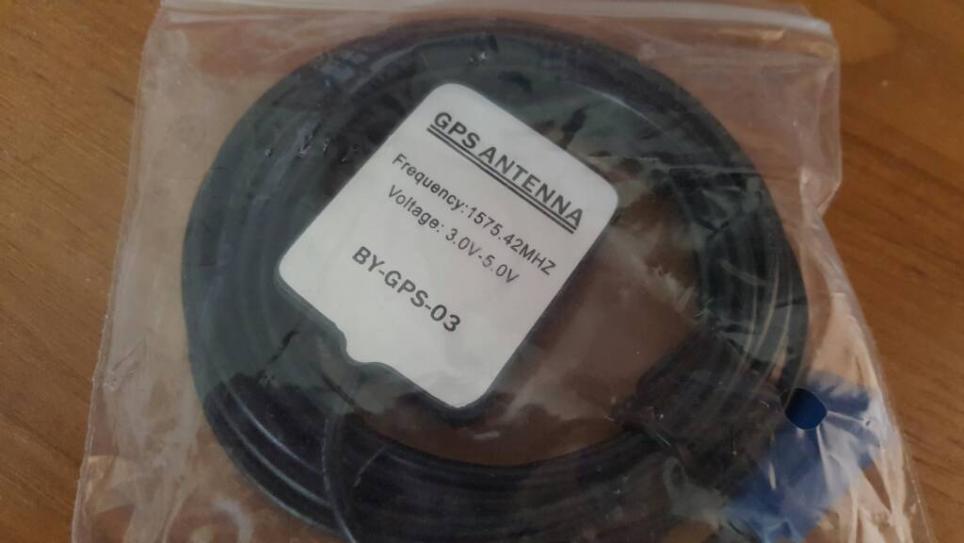 GPS ANTENNA
Frequency:1575.42MHZ
Voltage: 3.0V-5.0V
BY-GPS-03